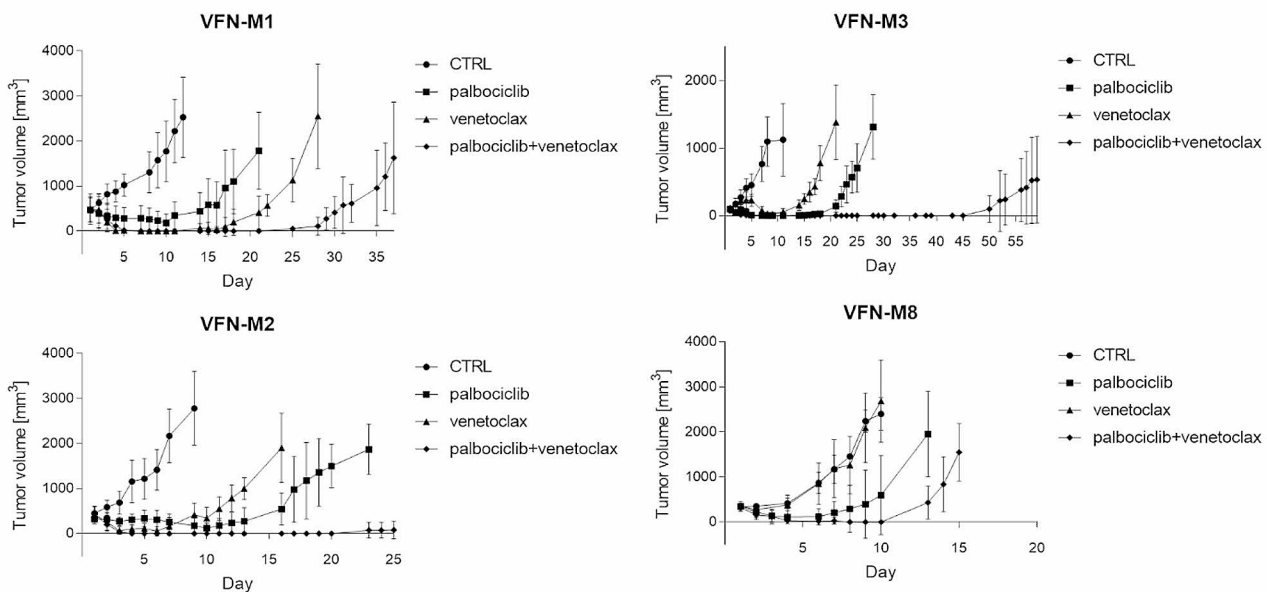 VFN-M1
Tumor volume [mm³]
4000
3000
2000
1000
0
5 10 15 20 25 30 35
Day
CTRL
palbociclib
venetoclax
palbociclib+venetoclax
VFN-M3
Tumor volume [mm³]
2000
1000
0
5 10 15 20 25 30 35 40 45 50 55
Day
CTRL
palbociclib
venetoclax
palbociclib+venetoclax
VFN-M2
Tumor volume [mm³]
4000
3000
2000
1000
0
5 10 15 20 25
Day
CTRL
palbociclib
venetoclax
palbociclib+venetoclax
VFN-M8
Tumor volume [mm³]
4000
3000
2000
1000
0
5 10 15 20
Day
CTRL
palbociclib
venetoclax
palbociclib+venetoclax